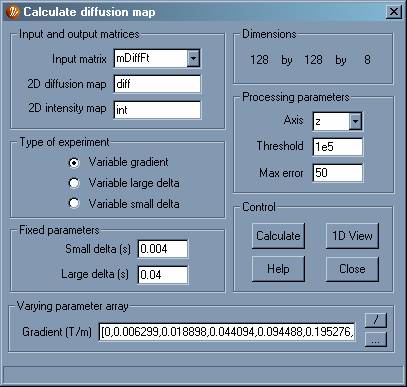 Calculate diffusion map
Input and output matrices
Input matrix mDiffFt
2D diffusion map diff
2D intensity map int
Type of experiment
Variable gradient
Variable large delta
Variable small delta
Fixed parameters
Small delta (s) 0.004
Large delta (s) 0.04
Dimensions
128 by 128 by 8
Processing parameters
Axis z
Threshold 1e5
Max error 50
Control
Calculate 1D View
Help Close
Varying parameter array
Gradient (T/m) [0,0.006299,0.018898,0.044094,0.094488,0.195276,
/
...